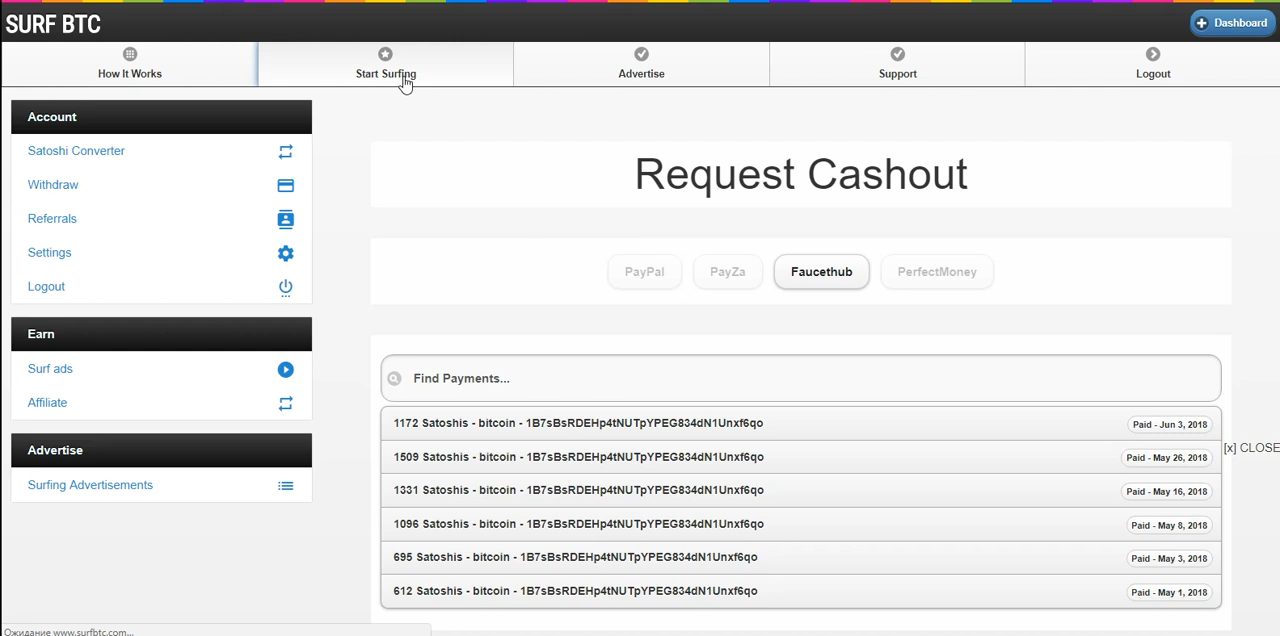 SURF BTC
Dashboard
How It Works
Start Surfing
Advertise
Support
Logout
Account
Satoshi Converter
Withdraw
Referrals
Settings
Logout
Earn
Surf ads
Affiliate
Advertise
Surfing Advertisements
Request Cashout
PayPal
PayZa
Faucethub
PerfectMoney
Find Payments...
1172 Satoshis - bitcoin - 1B7sBsRDEHp4tNUTpYPEG834dN1Unxf6qo Paid - Jun 3, 2018
1509 Satoshis - bitcoin - 1B7sBsRDEHp4tNUTpYPEG834dN1Unxf6qo Paid - May 26, 2018
1331 Satoshis - bitcoin - 1B7sBsRDEHp4tNUTpYPEG834dN1Unxf6qo Paid - May 16, 2018
1096 Satoshis - bitcoin - 1B7sBsRDEHp4tNUTpYPEG834dN1Unxf6qo Paid - May 8, 2018
695 Satoshis - bitcoin - 1B7sBsRDEHp4tNUTpYPEG834dN1Unxf6qo Paid - May 3, 2018
612 Satoshis - bitcoin - 1B7sBsRDEHp4tNUTpYPEG834dN1Unxf6qo Paid - May 1, 2018
[x] CLOSE
Ожидание www.surfbtc.com...